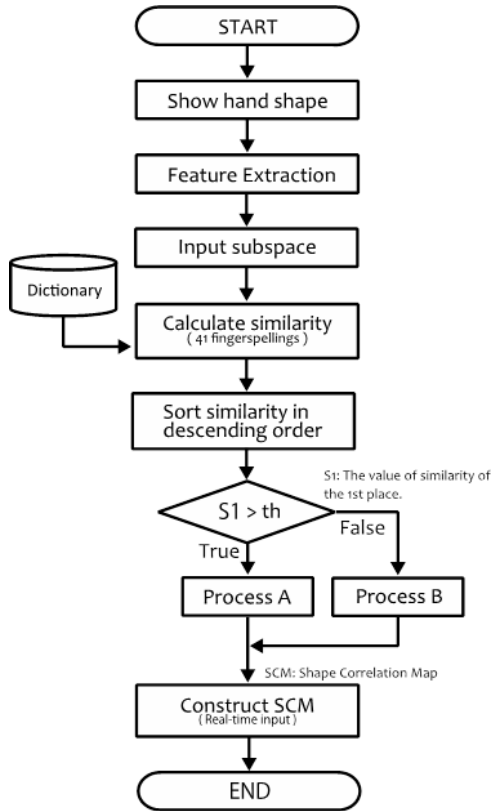 START
Show hand shape
Feature Extraction
Input subspace
Dictionary
Calculate similarity
( 41 fingerspellings )
Sort similarity in
descending order
S1: The value of similarity of
the 1st place.
S1 > th
False
True
Process A
Process B
SCM: Shape Correlation Map
Construct SCM
( Real-time input )
END